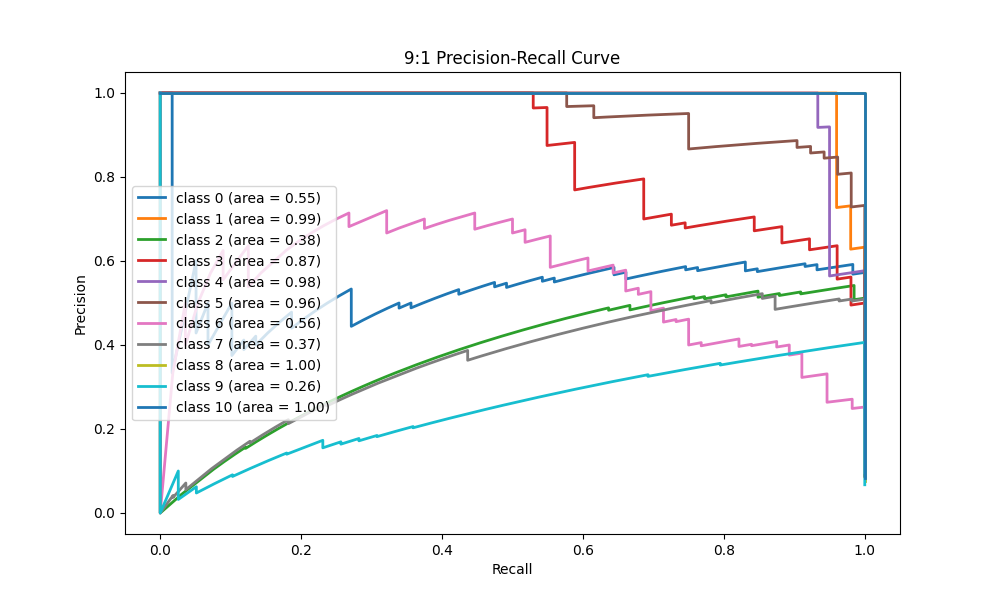 9:1 Precision-Recall Curve
Precision
1.0
0.8
0.6
0.4
0.2
0.0
class 0 (area = 0.55)
class 1 (area = 0.99)
class 2 (area = 0.38)
class 3 (area = 0.87)
class 4 (area = 0.98)
class 5 (area = 0.96)
class 6 (area = 0.56)
class 7 (area = 0.37)
class 8 (area = 1.00)
class 9 (area = 0.26)
class 10 (area = 1.00)
0.0 0.2 0.4 0.6 0.8 1.0
Recall